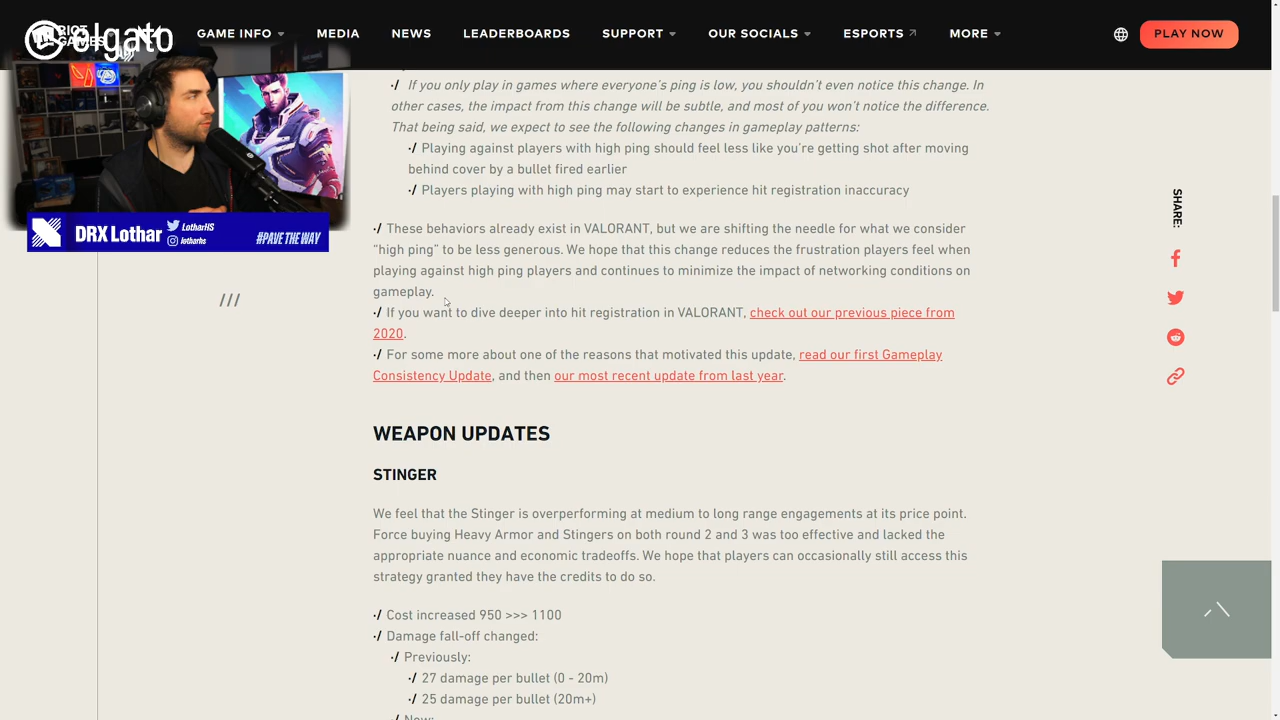 RIOT
GAMES
elgato
GAME INFO
MEDIA
NEWS
LEADERBOARDS
SUPPORT
OUR SOCIALS
ESPORTS
MORE
PLAY NOW
·/ If you only play in games where everyone's ping is low, you shouldn't even notice this change. In
other cases, the impact from this change will be subtle, and most of you won't notice the difference.
That being said, we expect to see the following changes in gameplay patterns:
·/ Playing against players with high ping should feel less like you're getting shot after moving
behind cover by a bullet fired earlier
·/ Players playing with high ping may start to experience hit registration inaccuracy
DRX Lothar
LotharHS
lotharhs
#PAVE THE WAY
·/ These behaviors already exist in VALORANT, but we are shifting the needle for what we consider
“high ping” to be less generous. We hope that this change reduces the frustration players feel when
playing against high ping players and continues to minimize the impact of networking conditions on
gameplay.
·/ If you want to dive deeper into hit registration in VALORANT, check out our previous piece from
2020.
·/ For some more about one of the reasons that motivated this update, read our first Gameplay
Consistency Update, and then our most recent update from last year.
///
SHARE:
WEAPON UPDATES
STINGER
We feel that the Stinger is overperforming at medium to long range engagements at its price point.
Force buying Heavy Armor and Stingers on both round 2 and 3 was too effective and lacked the
appropriate nuance and economic tradeoffs. We hope that players can occasionally still access this
strategy granted they have the credits to do so.
·/ Cost increased 950 >>> 1100
·/ Damage fall-off changed:
·/ Previously:
·/ 27 damage per bullet (0 - 20m)
·/ 25 damage per bullet (20m+)
·/ Now: